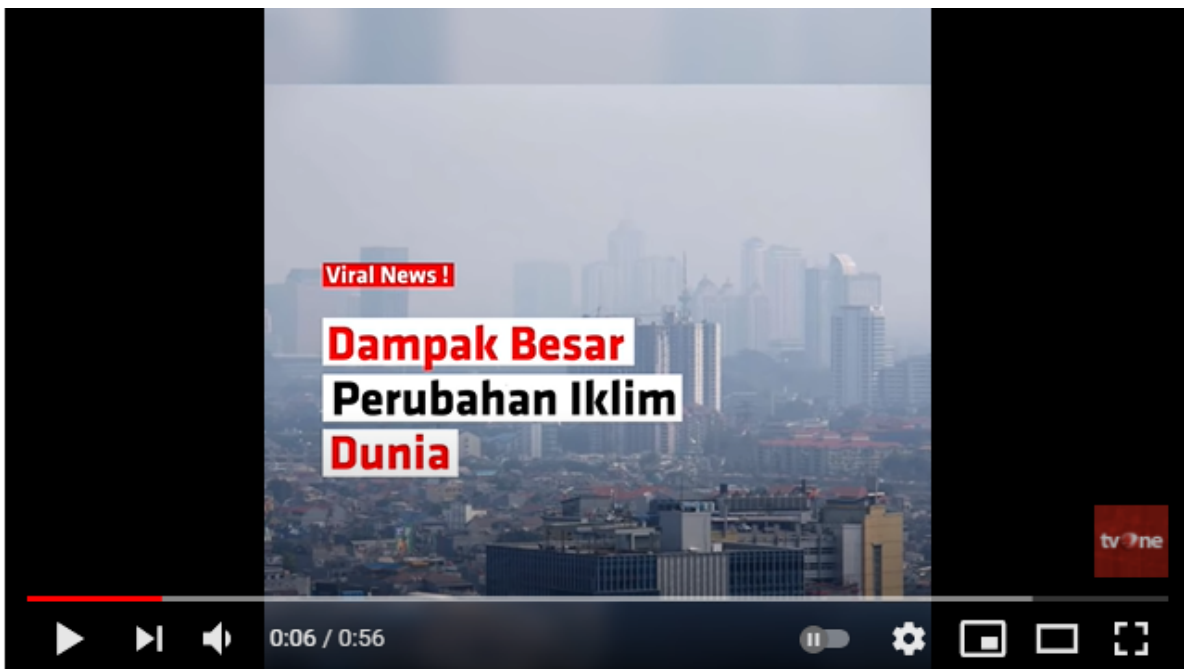 Viral News !
Dampak Besar
Perubahan Iklim
Dunia
tvOne
0:06 / 0:56